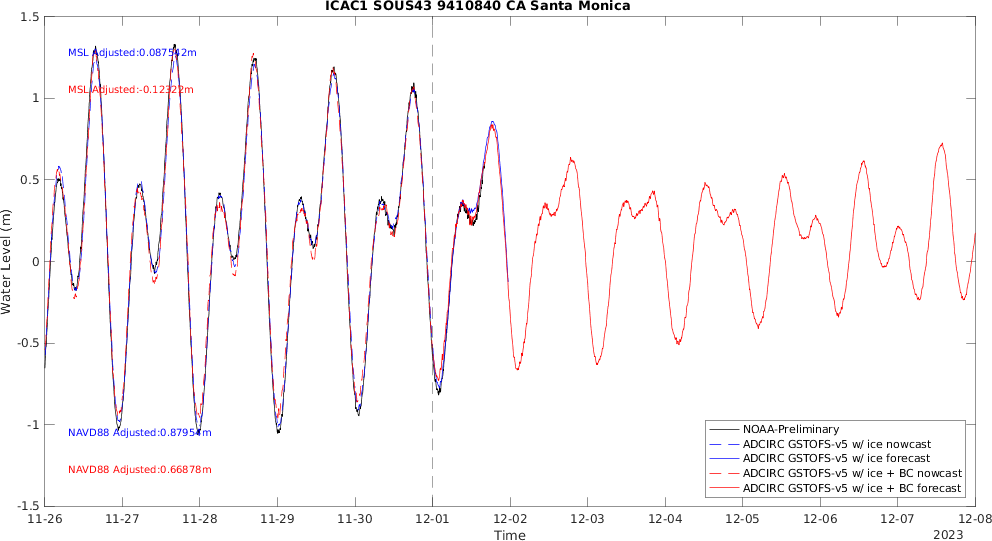 ICAC1 SOUS43 9410840 CA Santa Monica
1.5
1
0.5
0
-0.5
-1
-1.5
Water Level (m)
MSL Adjusted:0.087542m
MSL Adjusted:-0.12322m
NAVD88 Adjusted:0.87954m
NAVD88 Adjusted:0.66878m
NOAA-Preliminary
ADCIRC GSTOFS-v5 w/ ice nowcast
ADCIRC GSTOFS-v5 w/ ice forecast
ADCIRC GSTOFS-v5 w/ ice + BC nowcast
ADCIRC GSTOFS-v5 w/ ice + BC forecast
11-26 11-27 11-28 11-29 11-30 12-01 12-02 12-03 12-04 12-05 12-06 12-07 12-08
Time
2023